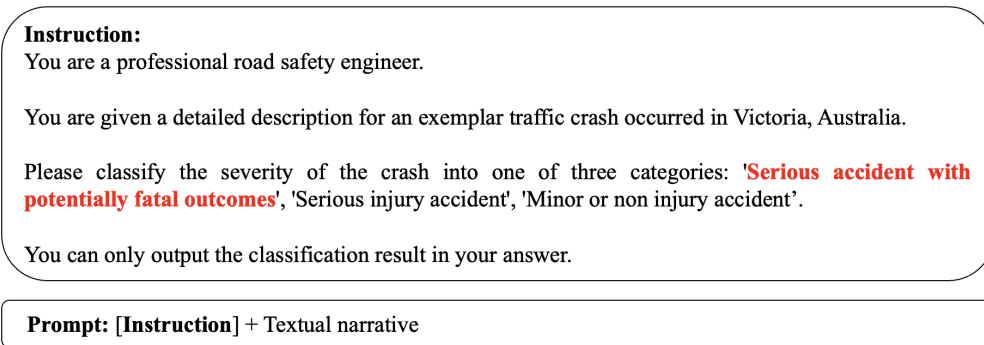 Instruction:
You are a professional road safety engineer.
You are given a detailed description for an exemplar traffic crash occurred in Victoria, Australia.
Please classify the severity of the crash into one of three categories: 'Serious accident with
potentially fatal outcomes', 'Serious injury accident', 'Minor or non injury accident’.
You can only output the classification result in your answer.
Prompt: [Instruction] + Textual narrative